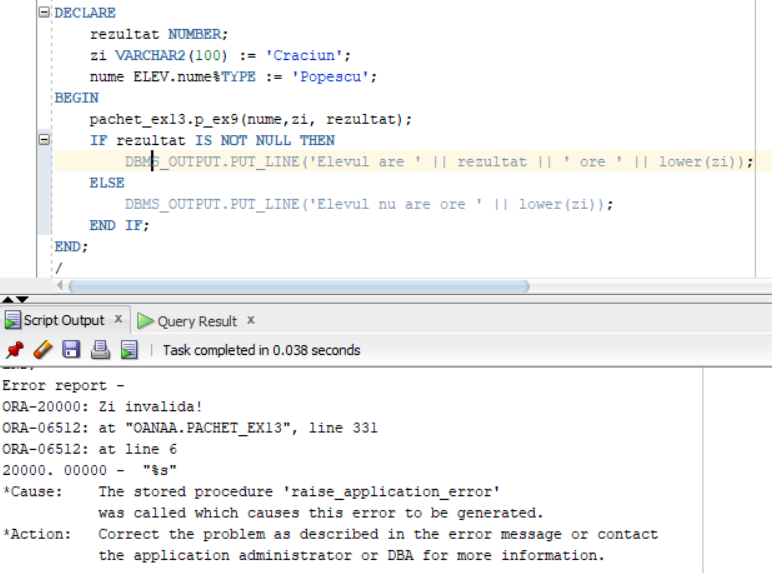 DECLARE
rezultat NUMBER;
zi VARCHAR2(100) := 'Craciun';
nume ELEV.nume%TYPE := 'Popescu';
BEGIN
pachet_ex13.p_ex9(nume,zi, rezultat);
IF rezultat IS NOT NULL THEN
DBMS_OUTPUT.PUT_LINE('Elevul are ' || rezultat || ' ore ' || lower(zi));
ELSE
DBMS_OUTPUT.PUT_LINE('Elevul nu are ore ' || lower(zi));
END IF;
END;
/
Script Output x Query Result x
Task completed in 0.038 seconds
Error report -
ORA-20000: Zi invalida!
ORA-06512: at "OANAA.PACHET_EX13", line 331
ORA-06512: at line 6
20000. 00000 -  "%s"
*Cause:    The stored procedure 'raise_application_error'
was called which causes this error to be generated.
*Action:   Correct the problem as described in the error message or contact
the application administrator or DBA for more information.